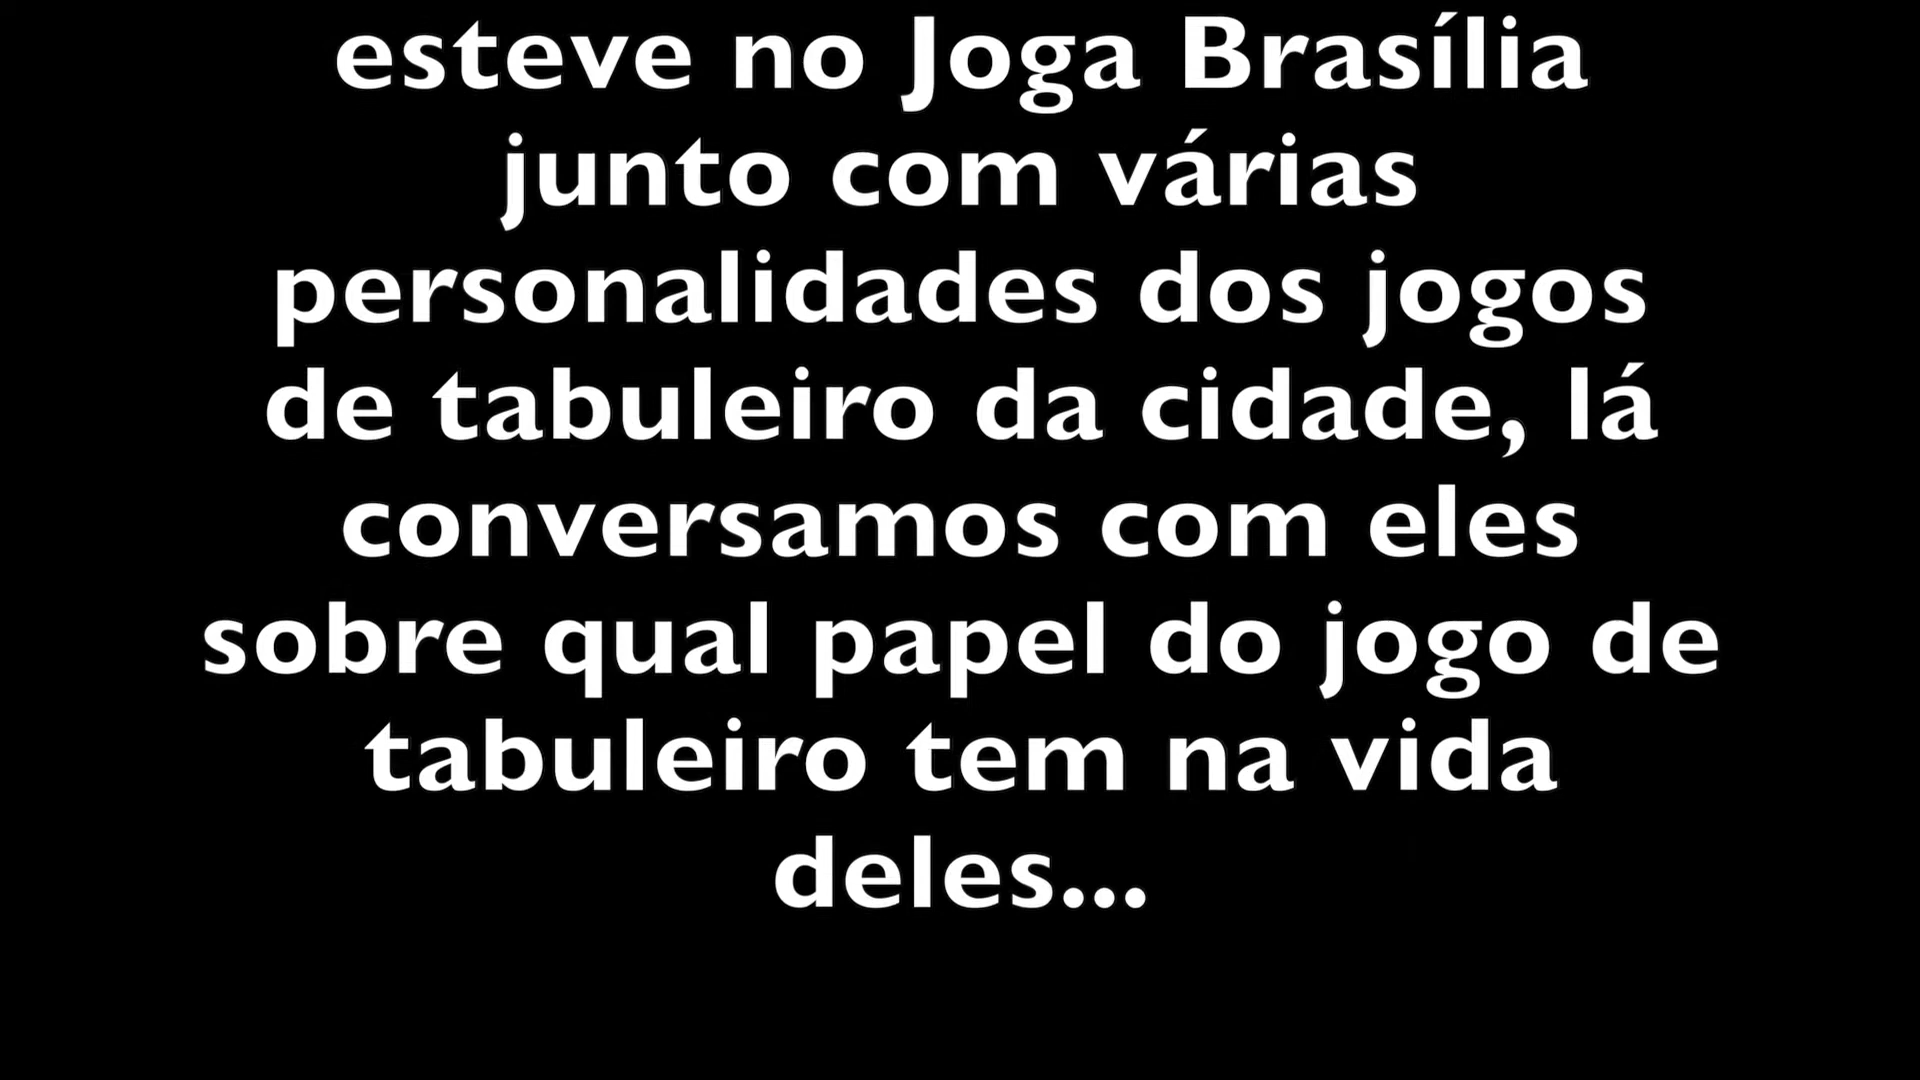 esteve no Joga Brasília
junto com várias
personalidades dos jogos
de tabuleiro da cidade, lá
conversamos com eles
sobre qual papel do jogo de
tabuleiro tem na vida
deles...